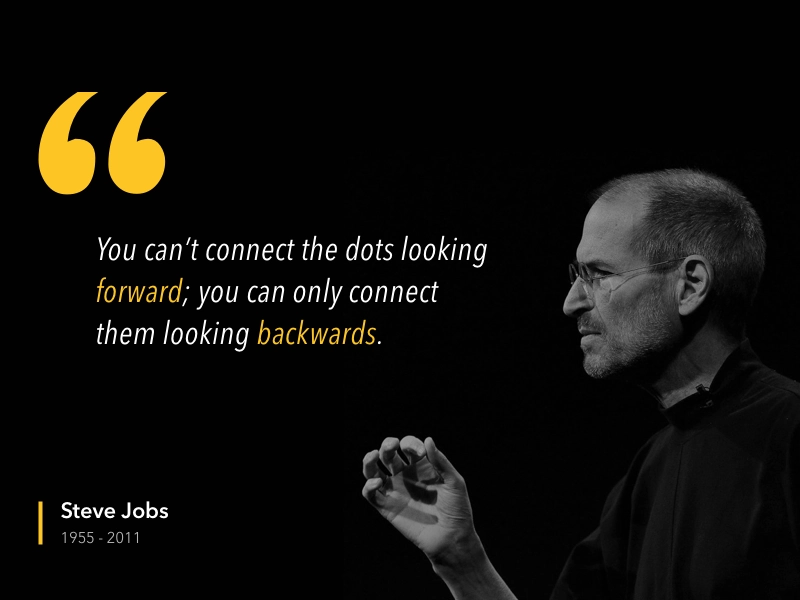 “
You can’t connect the dots looking
forward; you can only connect
them looking backwards.
Steve Jobs
1955 - 2011